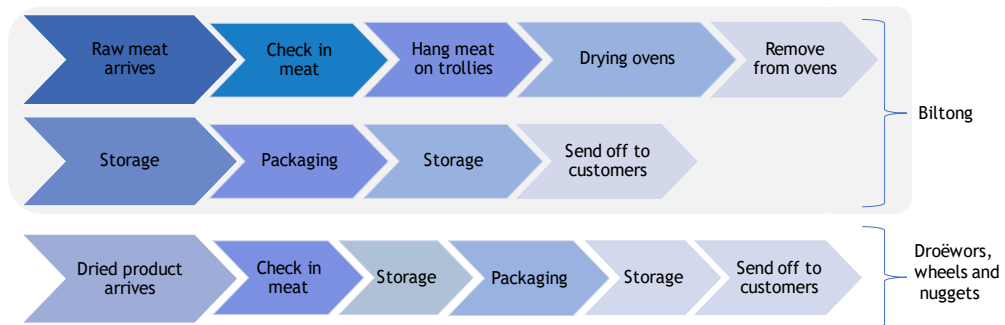 Raw meat
arrives
Check in
meat
Hang meat
on trollies
Drying ovens
Remove
from ovens
Biltong
Storage
Packaging
Storage
Send off to
customers
Dried product
arrives
Check in
meat
Storage
Packaging
Storage
Send off to
customers
Droëwors,
wheels and
nuggets